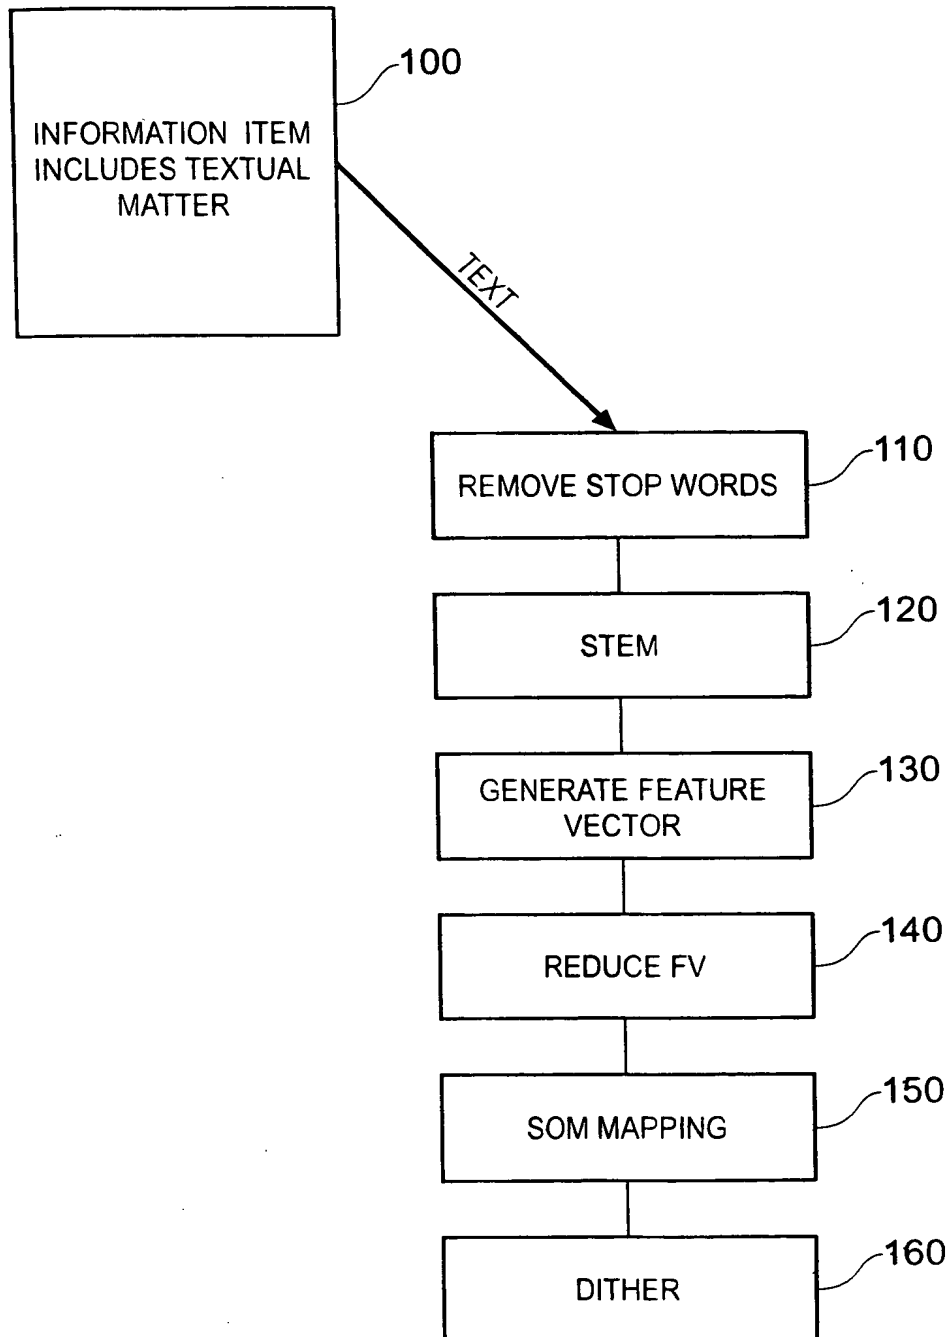 100
INFORMATION ITEM
INCLUDES TEXTUAL
MATTER
TEXT
110
REMOVE STOP WORDS
120
STEM
130
GENERATE FEATURE
VECTOR
140
REDUCE FV
150
SOM MAPPING
160
DITHER